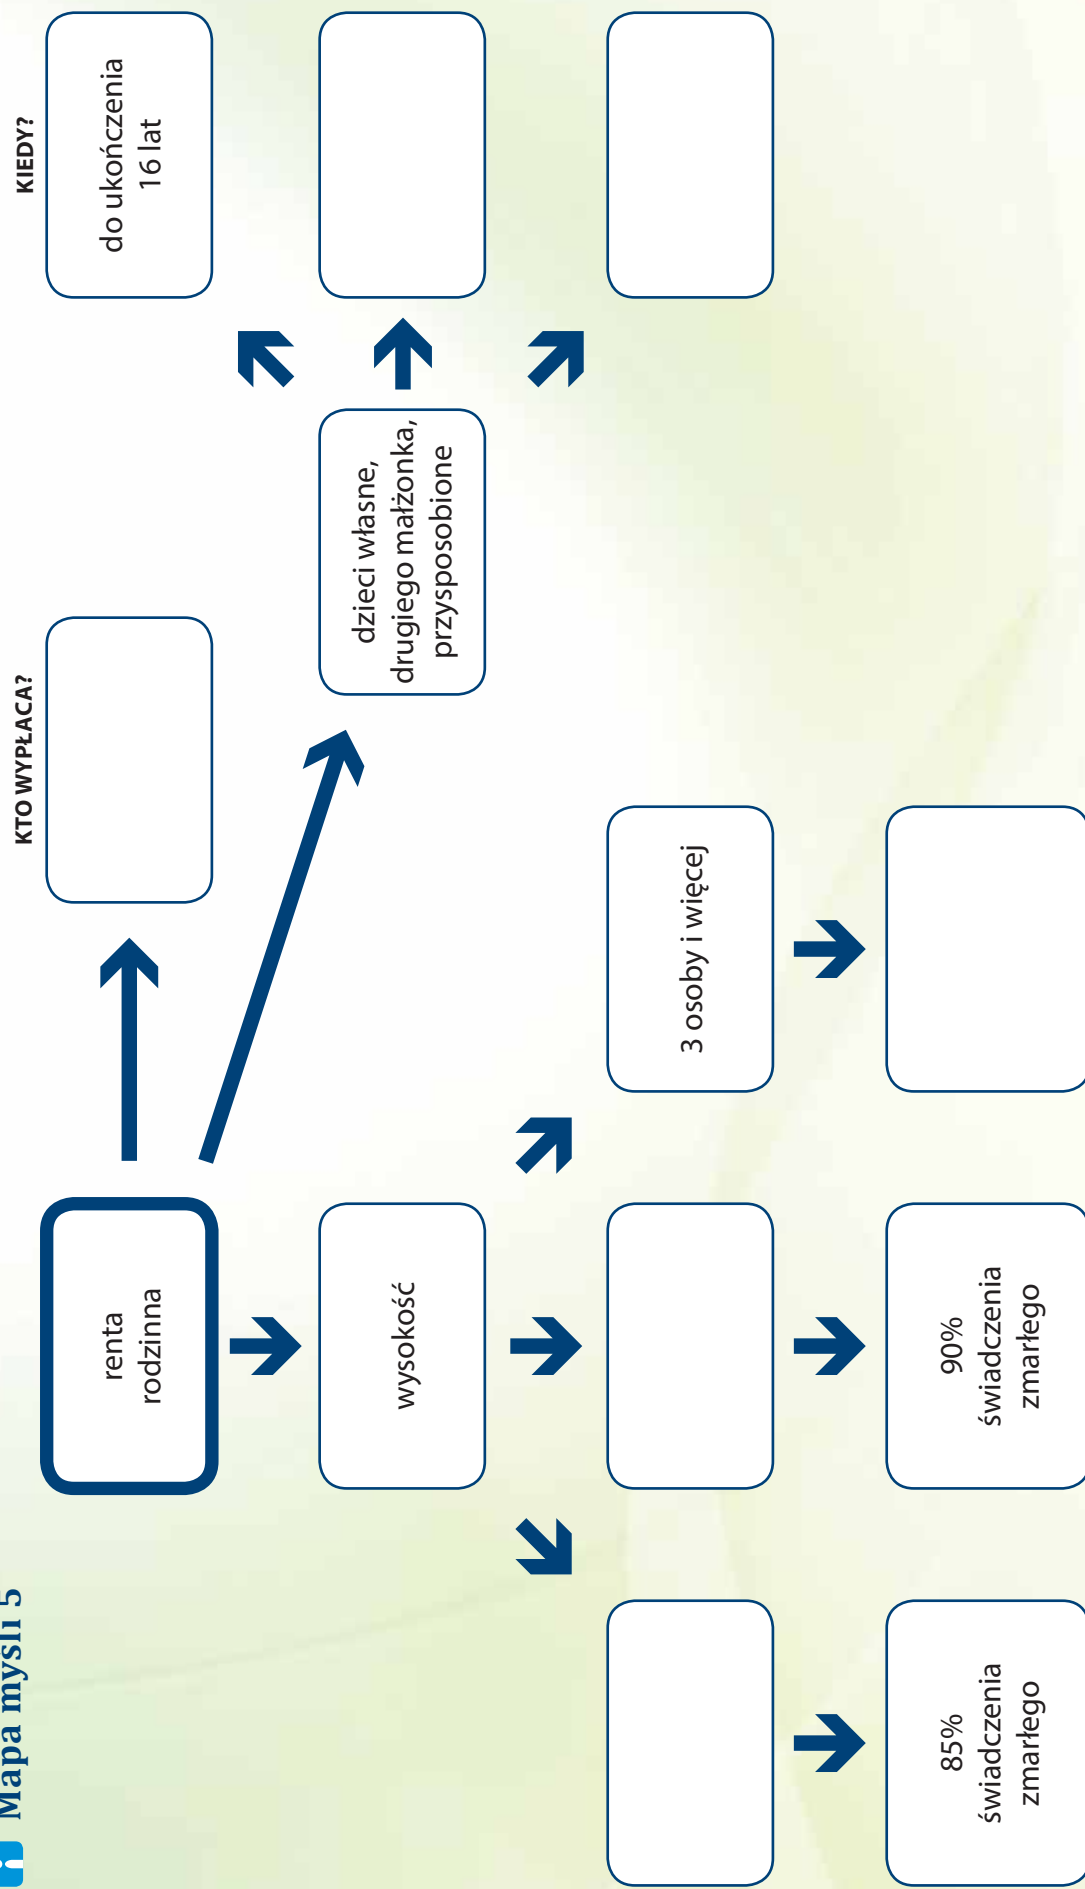 Mapa myśli 5
KTO WYPŁACA?
KIEDY?
renta
rodzinna
do ukończenia
16 lat
wysokość
dzieci własne,
drugiego małżonka,
przysposobione
3 osoby i więcej
85%
świadczenia
zmarłego
90%
świadczenia
zmarłego